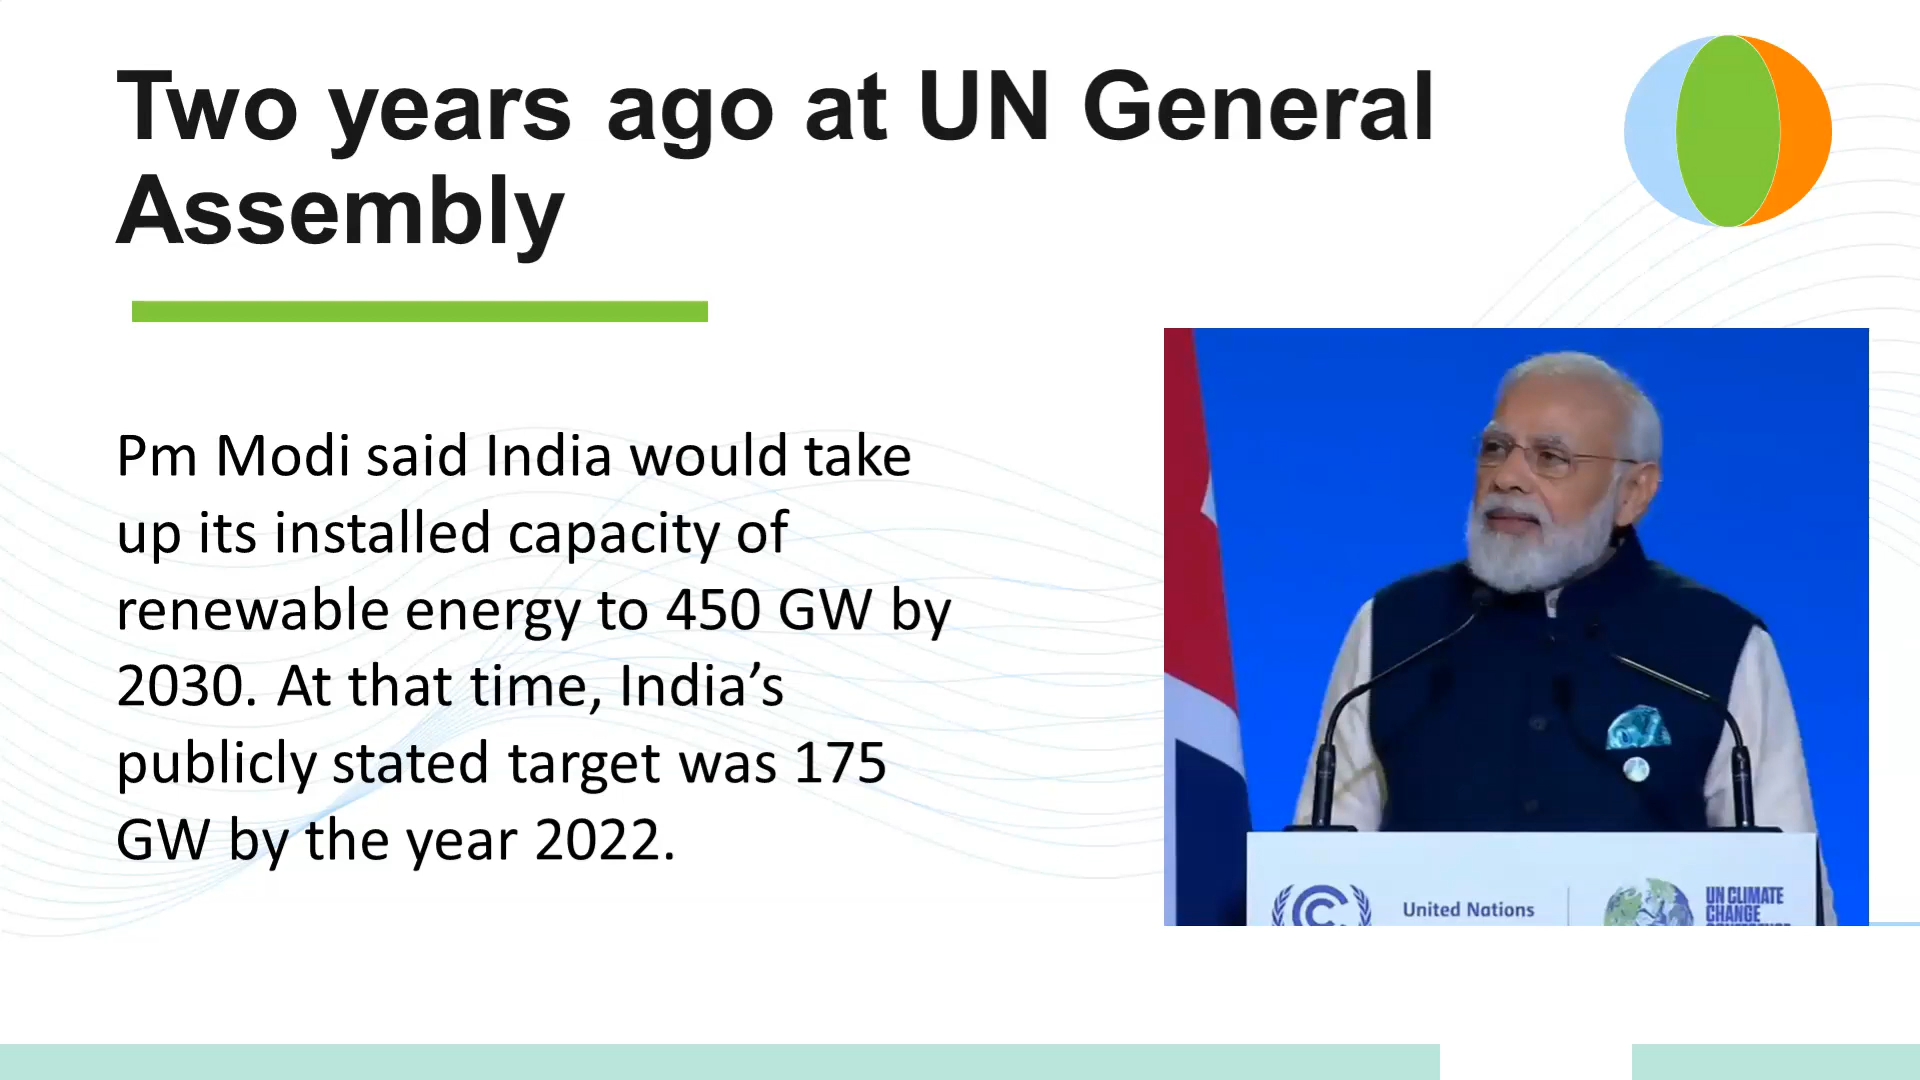 Two years ago at UN General
Assembly
Pm Modi said India would take
up its installed capacity of
renewable energy to 450 GW by
2030. At that time, India’s
publicly stated target was 175
GW by the year 2022.
United Nations
UN CLIMATE
CHANGE
CONFERENCE